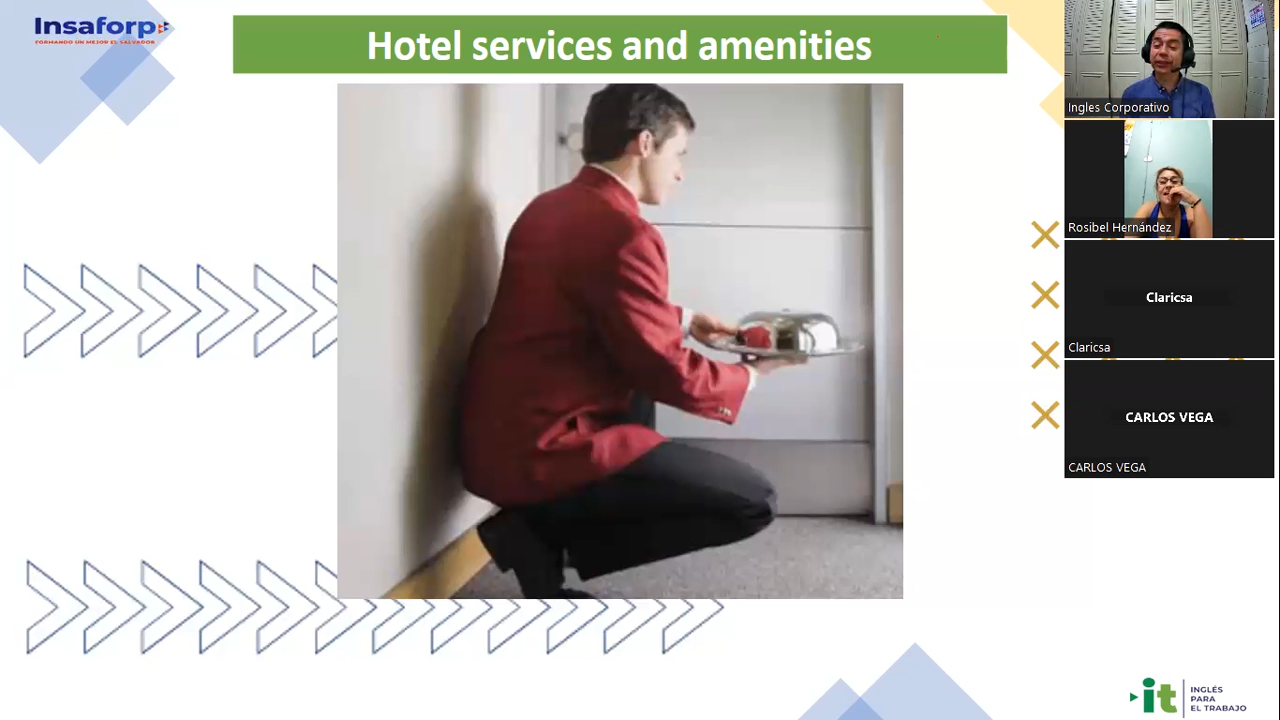 Insaforp
FORMANDO UN MEJOR EL SALVADOR
Hotel services and amenities
Ingles Corporativo
Rosibel Hernández
Claricsa
Claricsa
CARLOS VEGA
CARLOS VEGA
it
INGLÉS
PARA
EL TRABAJO